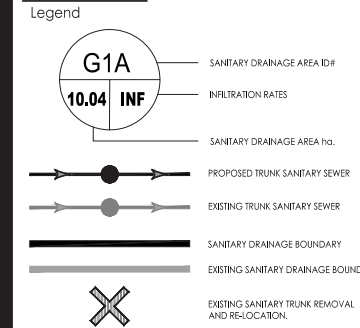 Legend
G1A
10.04 INF
SANITARY DRAINAGE AREA ID#
INFILTRATION RATES
SANITARY DRAINAGE AREA ha.
PROPOSED TRUNK SANITARY SEWER
EXISTING TRUNK SANITARY SEWER
SANITARY DRAINAGE BOUNDARY
EXISTING SANITARY DRAINAGE BOUND
EXISTING SANITARY TRUNK REMOVAL
AND RE-LOCATION.